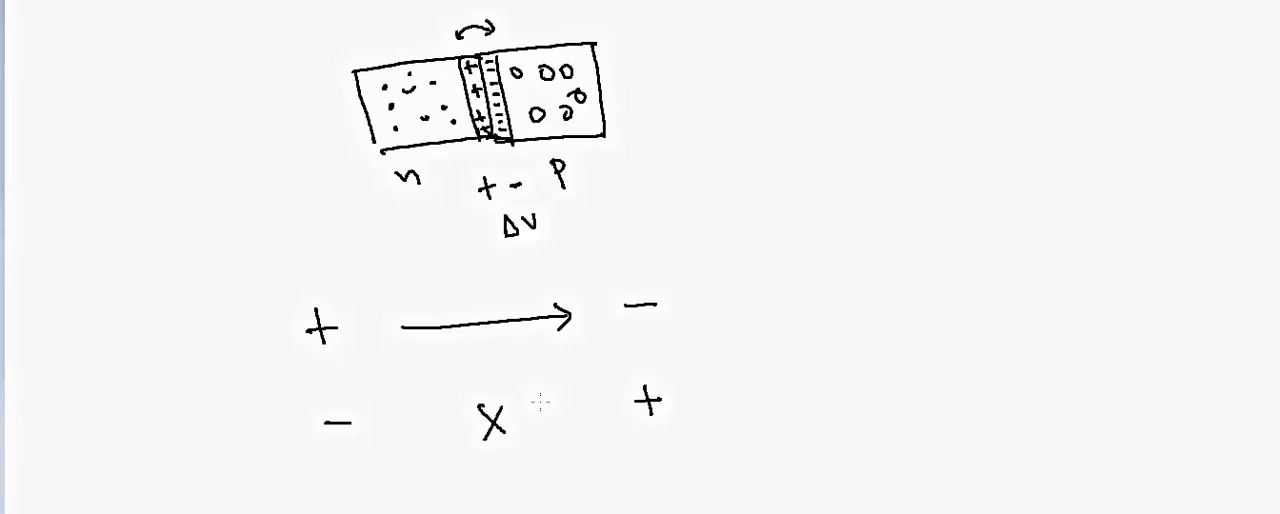 n + - p
ΔV
+ → -
- x +